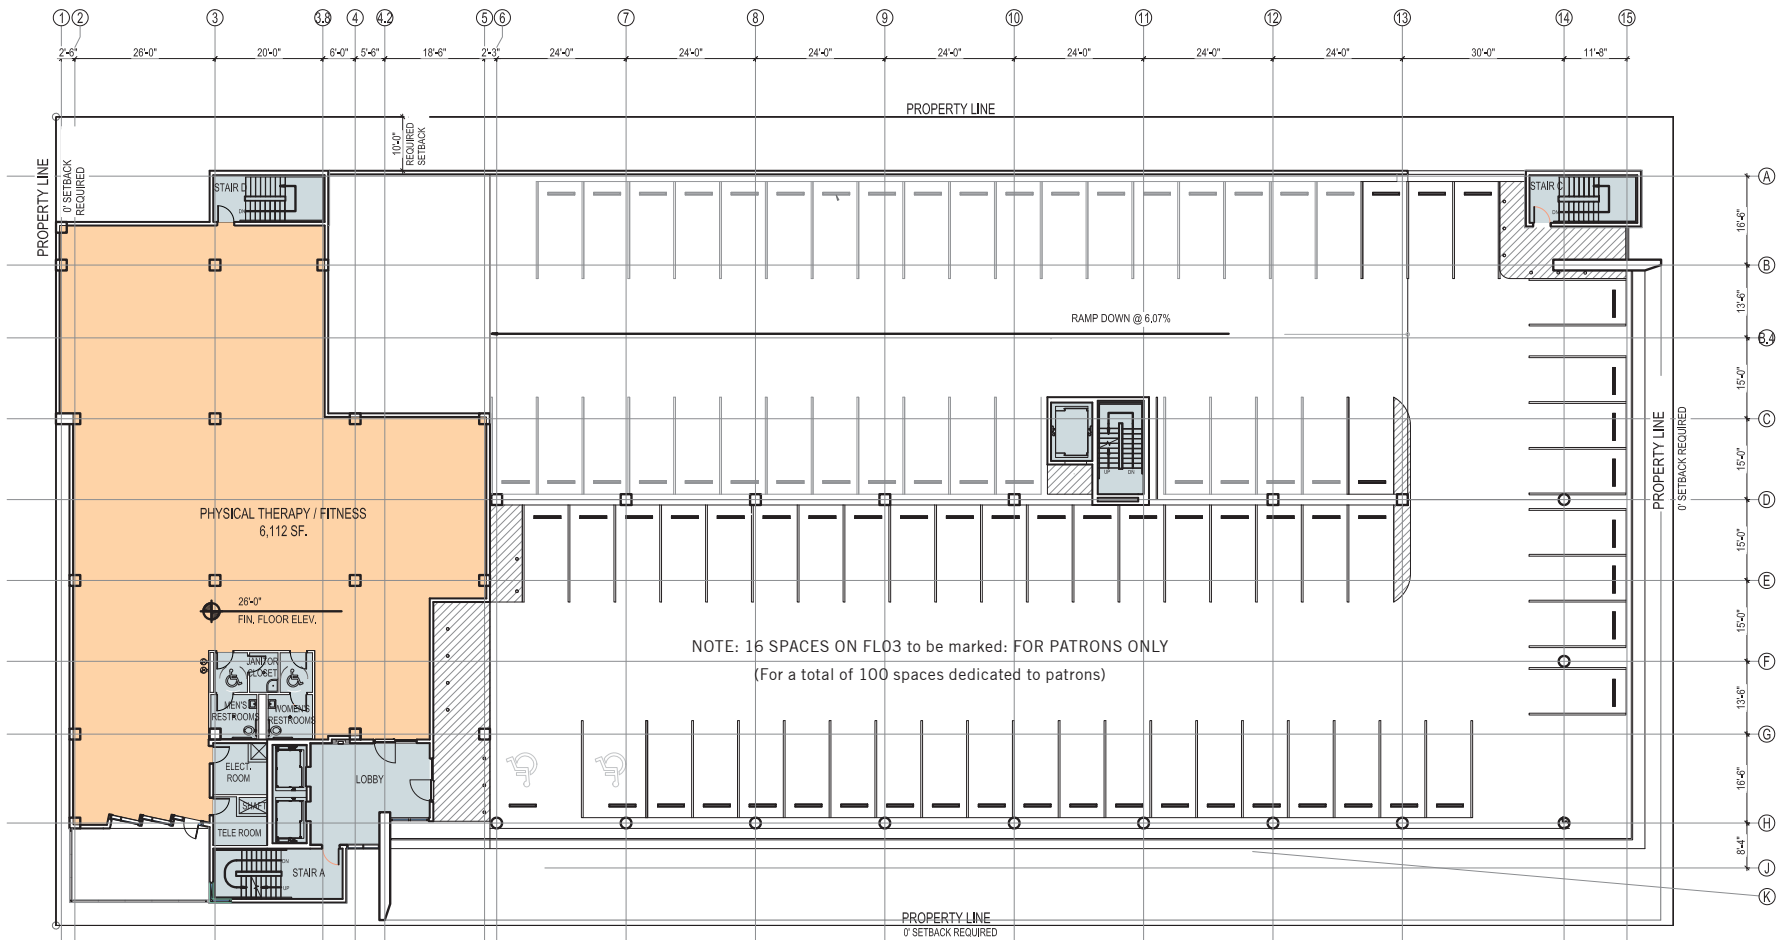 1 2 3 3.8 4 4.2 5 6 7 8 9 10 11 12 13 14 15
2'-6" 26'-0" 20'-0" 6'-0" 5'-6" 18'-6" 2'-3" 24'-0" 24'-0" 24'-0" 24'-0" 24'-0" 24'-0" 24'-0" 30'-0" 11'-8"
PROPERTY LINE
10'-0"
REQUIRED
SETBACK
PROPERTY LINE
0' SETBACK
REQUIRED
STAIR D
DN
STAIR C
DN
A
16'-6"
B
13'-6"
B.4
15'-0"
C
15'-0"
D
15'-0"
E
15'-0"
F
13'-6"
G
16'-6"
H
8'-4"
J
K
RAMP DOWN @ 6.07%
UP DN
PROPERTY LINE
0' SETBACK REQUIRED
PHYSICAL THERAPY / FITNESS
6,112 SF.
26'-0"
FIN. FLOOR ELEV.
NOTE: 16 SPACES ON FL03 to be marked: FOR PATRONS ONLY
(For a total of 100 spaces dedicated to patrons)
JANITOR
CLOSET
MEN'S
RESTROOMS
WOMEN'S
RESTROOMS
ELECT.
ROOM
LOBBY
SHAFT
TELE ROOM
DN
STAIR A
UP
PROPERTY LINE
0' SETBACK REQUIRED